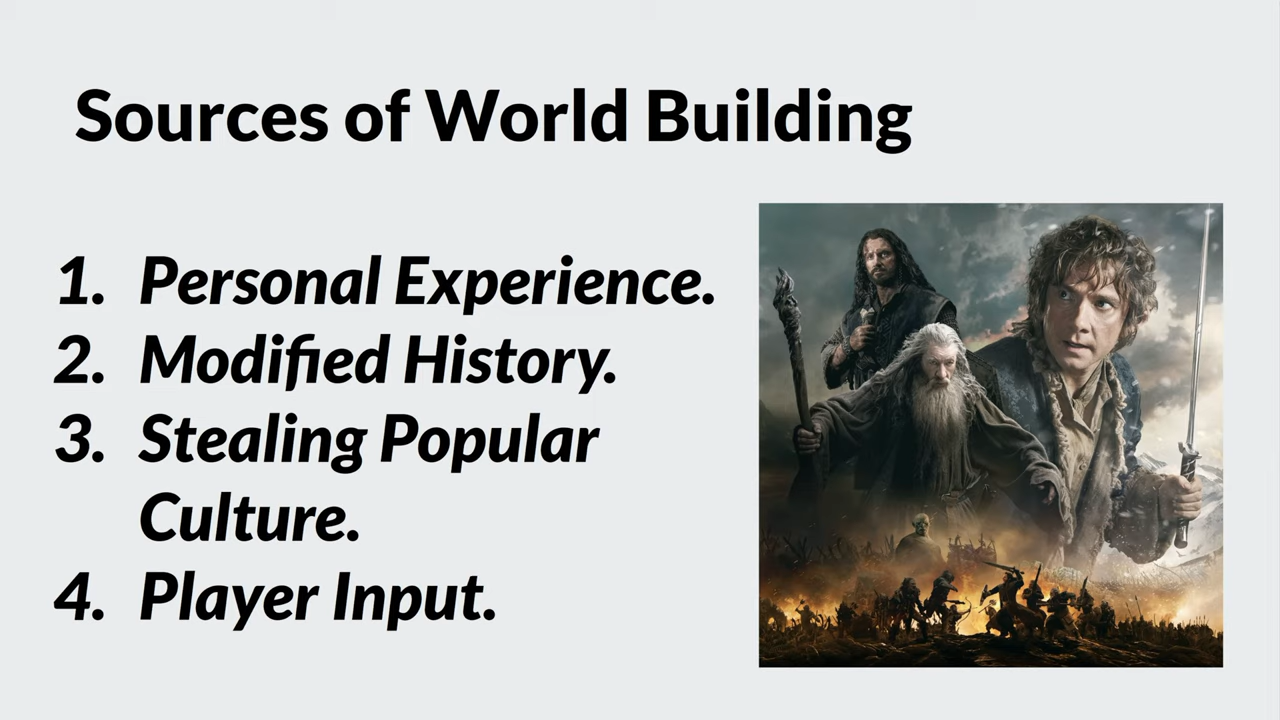 Sources of World Building
1. Personal Experience.
2. Modified History.
3. Stealing Popular
Culture.
4. Player Input.